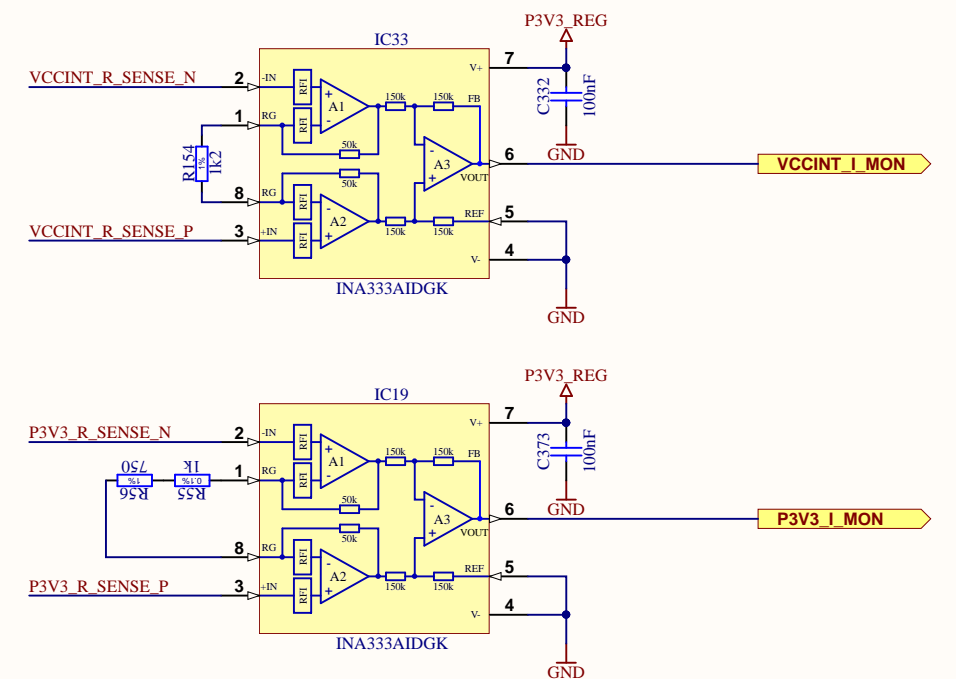 P3V3_REG
IC33
7
V+
VCCINT_R_SENSE_N
2
-IN
RFI
+
A1
-
150k
150k
FB
C332
100nF
1
RG
RFI
50k
GND
R154
1%
1k2
A3
-
+
6
VOUT
VCCINT_I_MON
50k
8
RG
RFI
-
A2
+
150k
150k
REF
5
VCCINT_R_SENSE_P
3
+IN
RFI
V-
4
INA333AIDGK
GND
P3V3_REG
IC19
7
V+
P3V3_R_SENSE_N
2
-IN
RFI
+
A1
-
150k
150k
FB
C373
100nF
750
1%
R56
1k
0.1%
R55
1
RG
RFI
50k
GND
A3
-
+
6
VOUT
P3V3_I_MON
50k
8
RG
RFI
-
A2
+
150k
150k
REF
5
P3V3_R_SENSE_P
3
+IN
RFI
V-
4
INA333AIDGK
GND